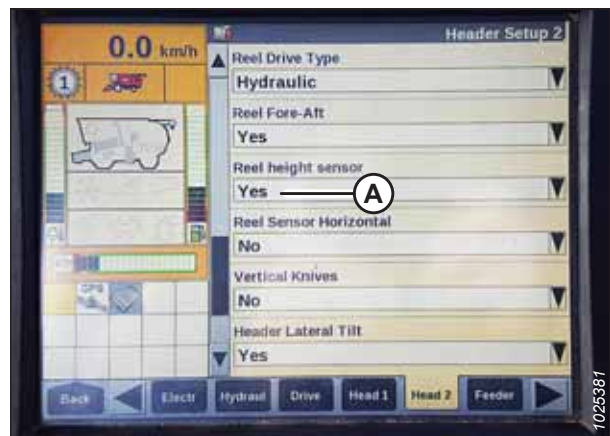 Header Setup 2
0.0 km/h
1
Reel Drive Type
Hydraulic
Reel Fore-Aft
Yes
Reel height sensor
Yes
A
Reel Sensor Horizontal
No
Vertical Knives
No
Header Lateral Tilt
Yes
GPS
Back
Electr
Hydraul
Drive
Head 1
Head 2
Feeder
1025381